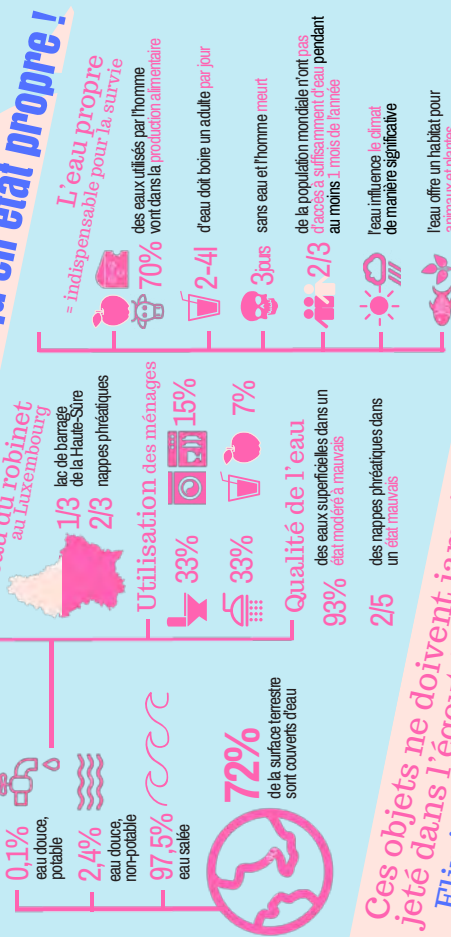 en état propre !
L'eau propre
= indispensable pour la survie
70%
des eaux utilisés par l'homme
vont dans la production alimentaire
2-4l
d'eau doit boire un adulte par jour
3jours
sans eau et l'homme meurt
2/3
de la population mondiale n'ont pas
d'accès à suffisamment d'eau pendant
au moins 1 mois de l'année
l'eau influence le climat
de manière significative
l'eau offre un habitat pour
animaux et plantes
du robinet
au Luxembourg
1/3
lac de barrage
de la Haute-Sûre
2/3
nappes phréatiques
Utilisation des ménages
33%
15%
33%
7%
Qualité de l'eau
93%
des eaux superficielles dans un
état modéré à mauvais
2/5
des nappes phréatiques dans
un état mauvais
0,1%
eau douce,
potable
2,4%
eau douce,
non-potable
97,5%
eau salée
72%
de la surface terrestre
sont couverts d'eau
Ces objets ne doivent
jeté dans l'égout